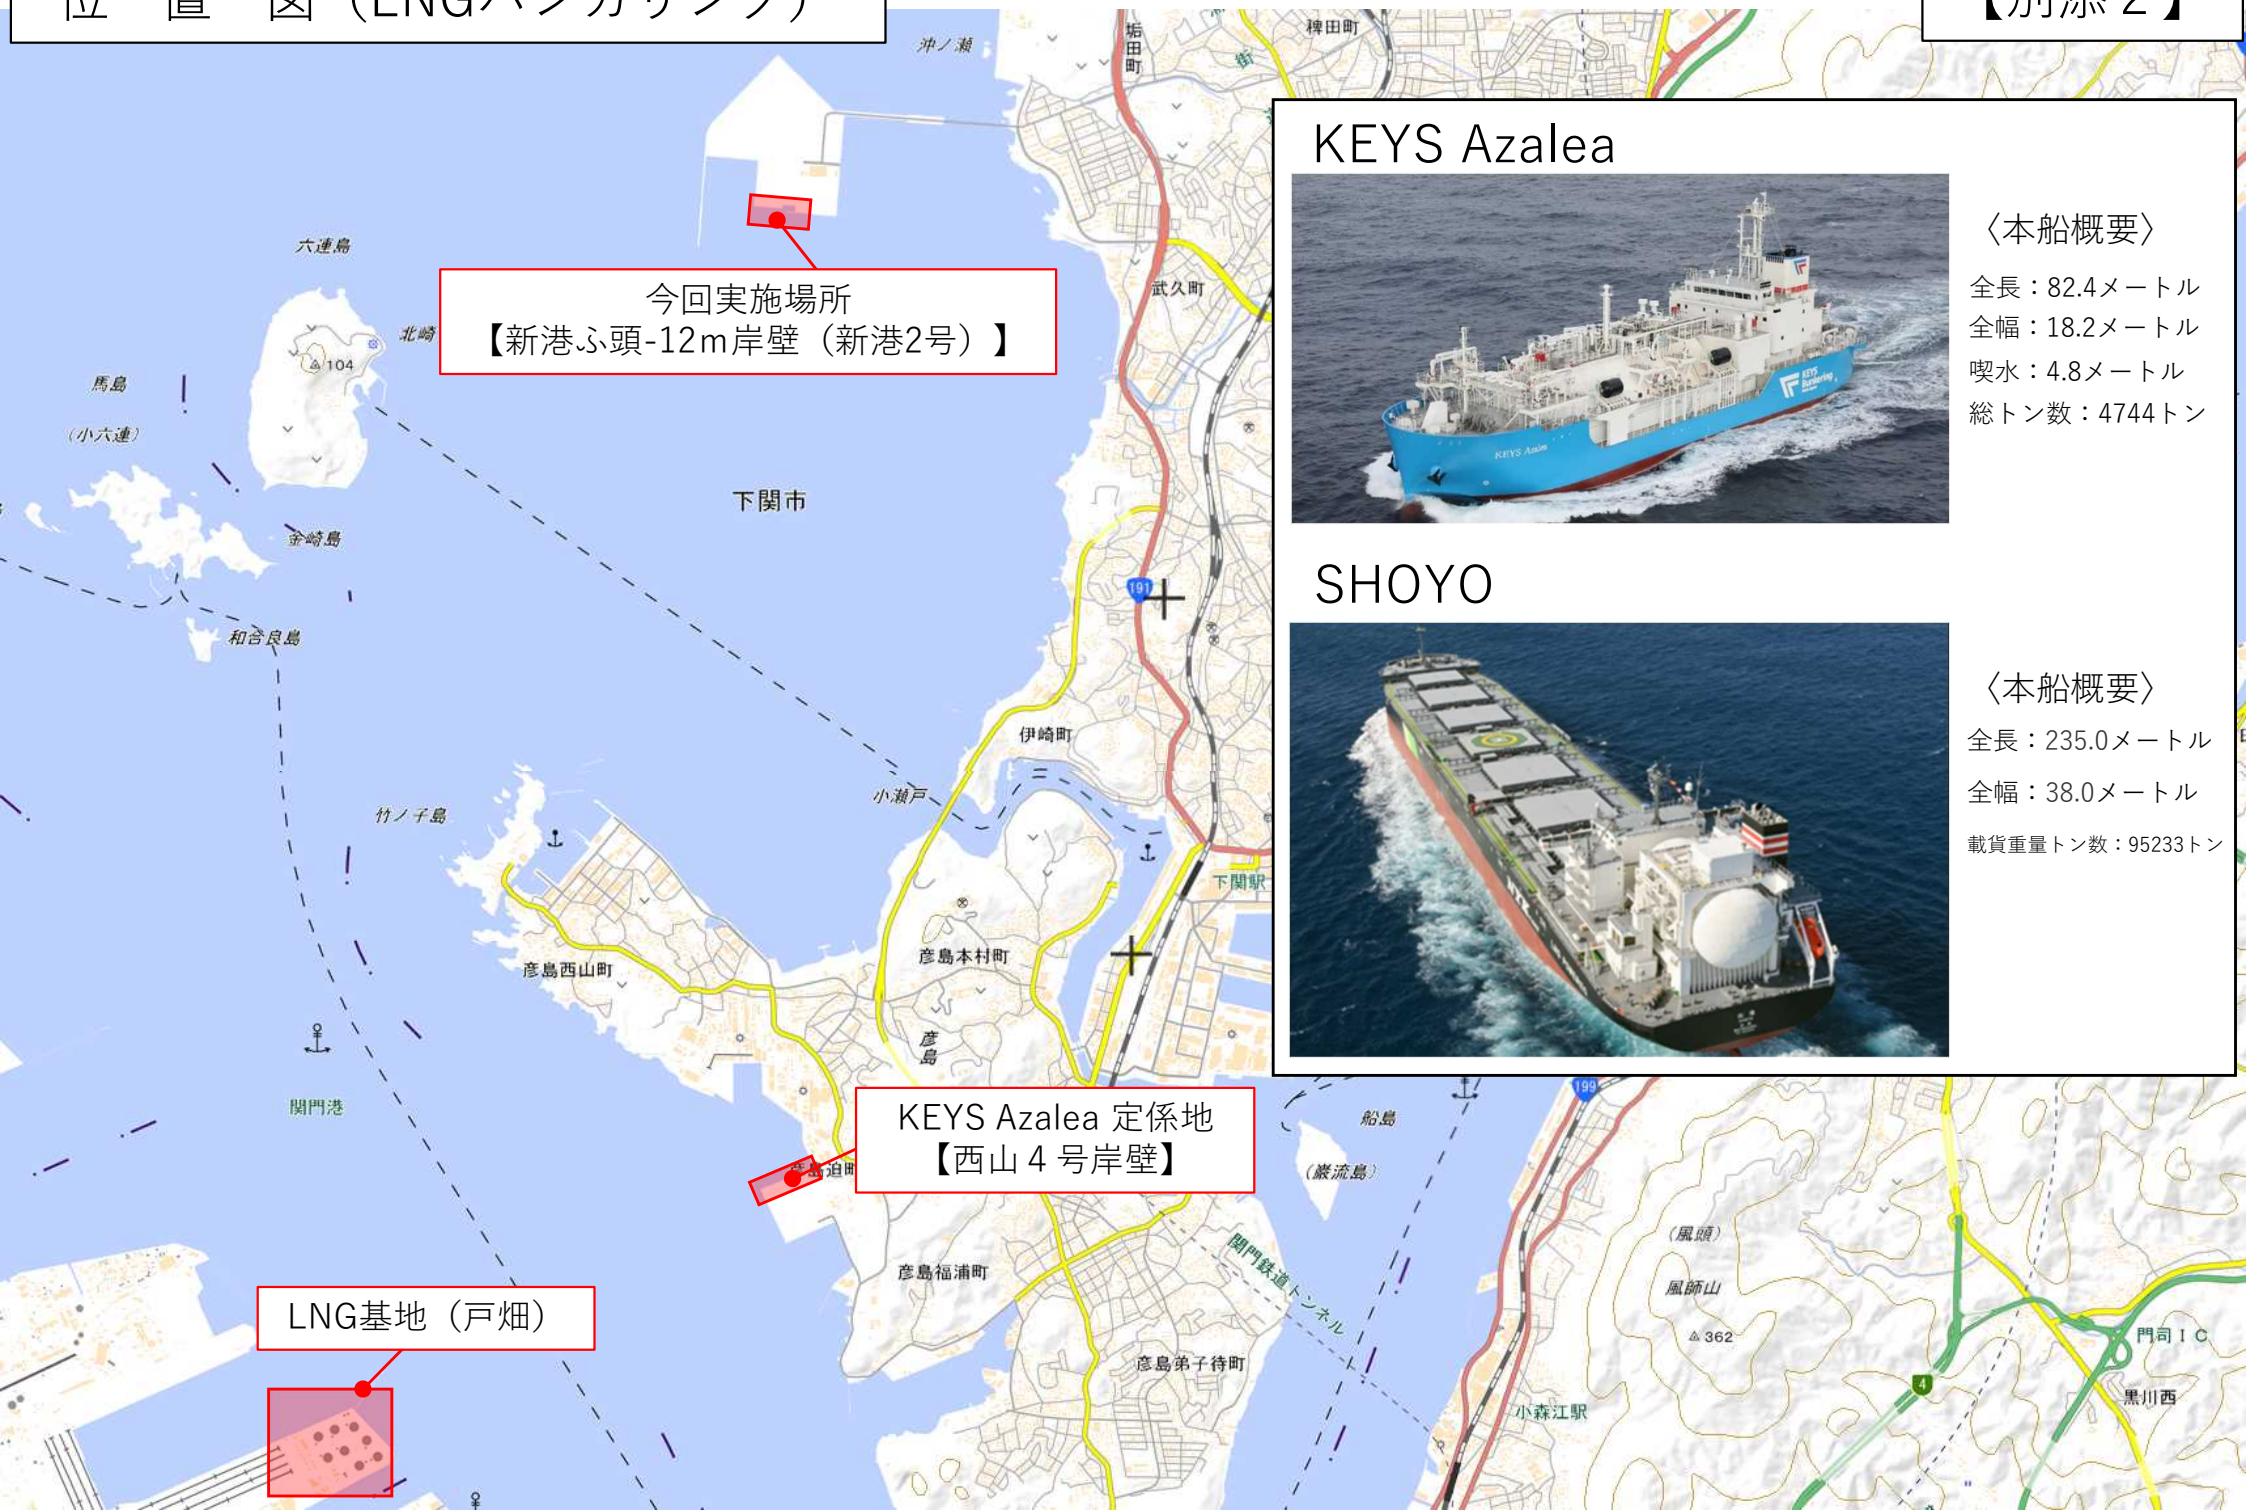 位 置 図（LNGバンカリング）
【別添２】
沖ノ瀬
垢田町
稗田町
KEYS Azalea
〈本船概要〉
全長：82.4メートル
全幅：18.2メートル
喫水：4.8メートル
総トン数：4744トン
KEYS Bunkering
KEYS Azalea
六連島
今回実施場所
【新港ふ頭-12m岸壁（新港2号）】
武久町
北崎
104
馬島
（小六連）
下関市
金崎島
191
和合良島
SHOYO
〈本船概要〉
全長：235.0メートル
全幅：38.0メートル
載貨重量トン数：95233トン
伊崎町
小瀬戸
竹ノ子島
下関駅
彦島本村町
彦島西山町
彦島
関門港
KEYS Azalea 定係地
【西山４号岸壁】
彦島迫町
199
船島
（巌流島）
関門鉄道トンネル
彦島福浦町
（風頭）
風師山
362
LNG基地（戸畑）
彦島弟子待町
門司ＩＣ
4
黒川西
小森江駅